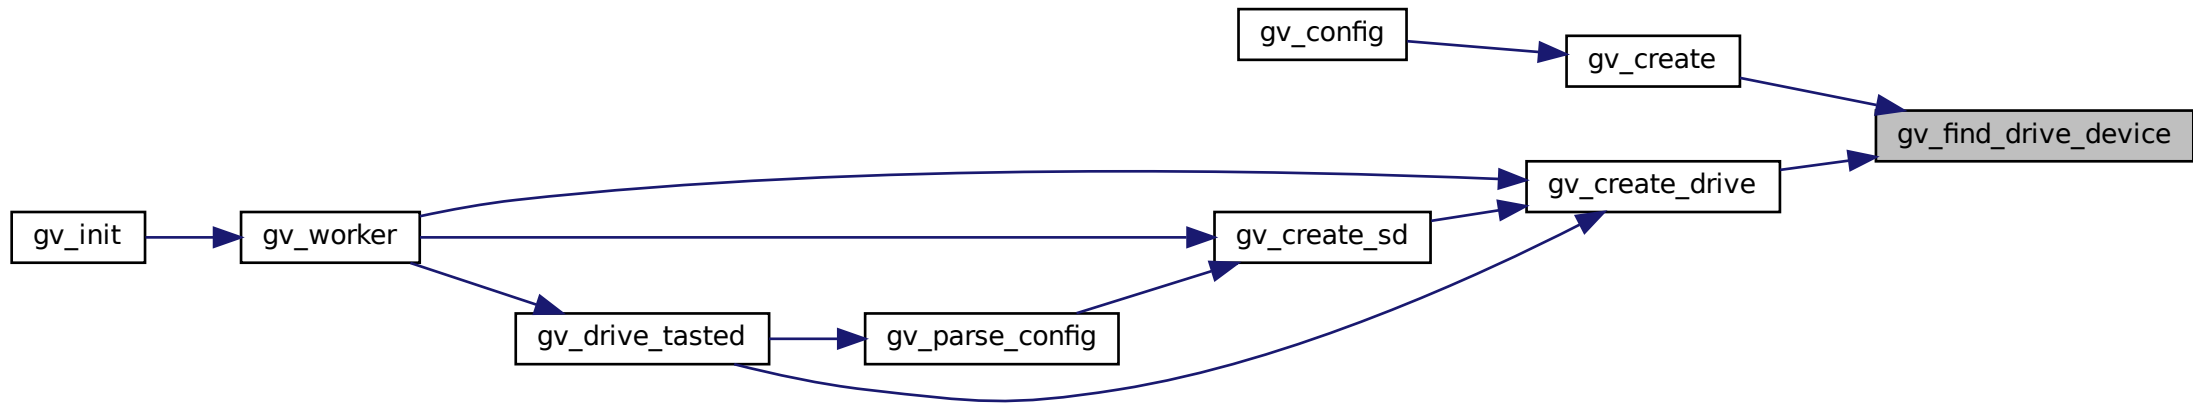 gv_config
gv_create
gv_find_drive_device
gv_create_drive
gv_init
gv_worker
gv_create_sd
gv_drive_tasted
gv_parse_config